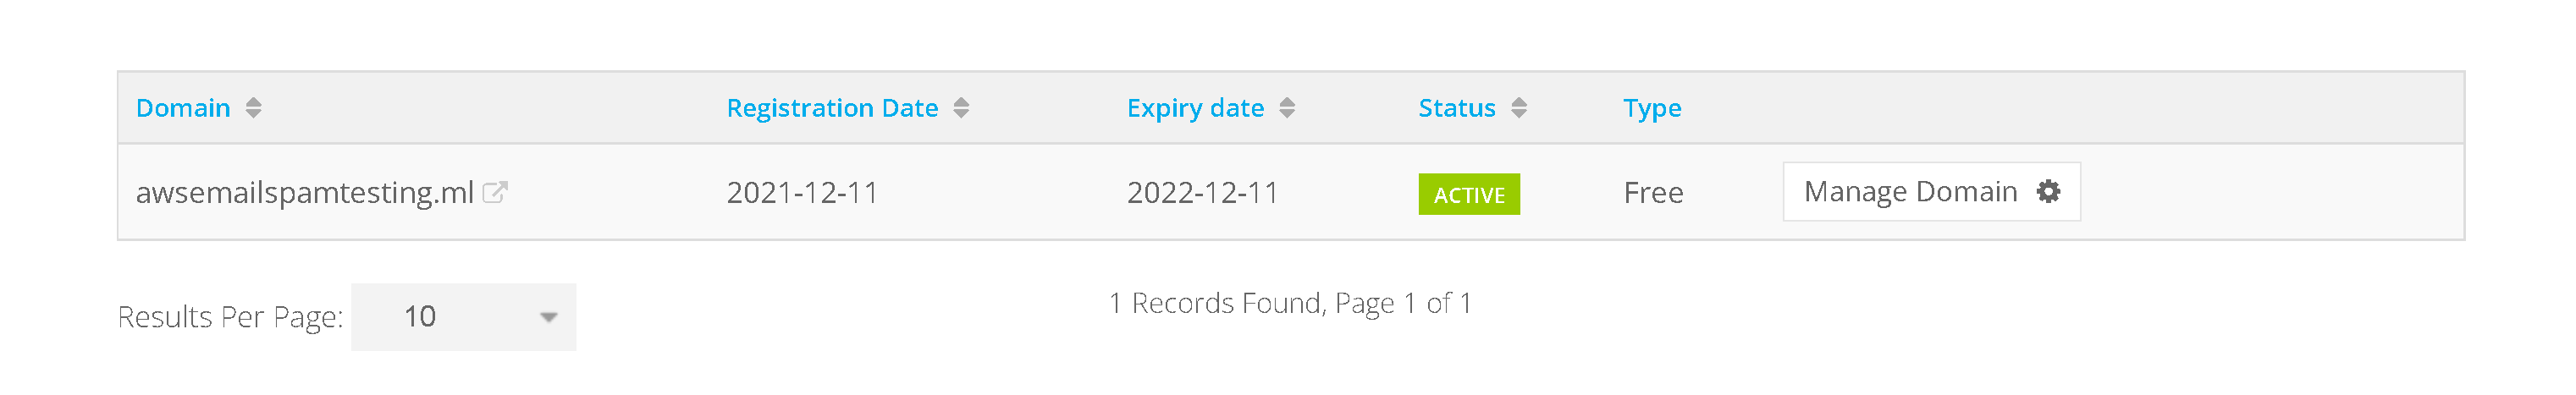 Domain Registration Date Expiry date Status Type
awsemailspamtesting.ml 2021-12-11 2022-12-11 ACTIVE Free Manage Domain
Results Per Page: 10 1 Records Found, Page 1 of 1